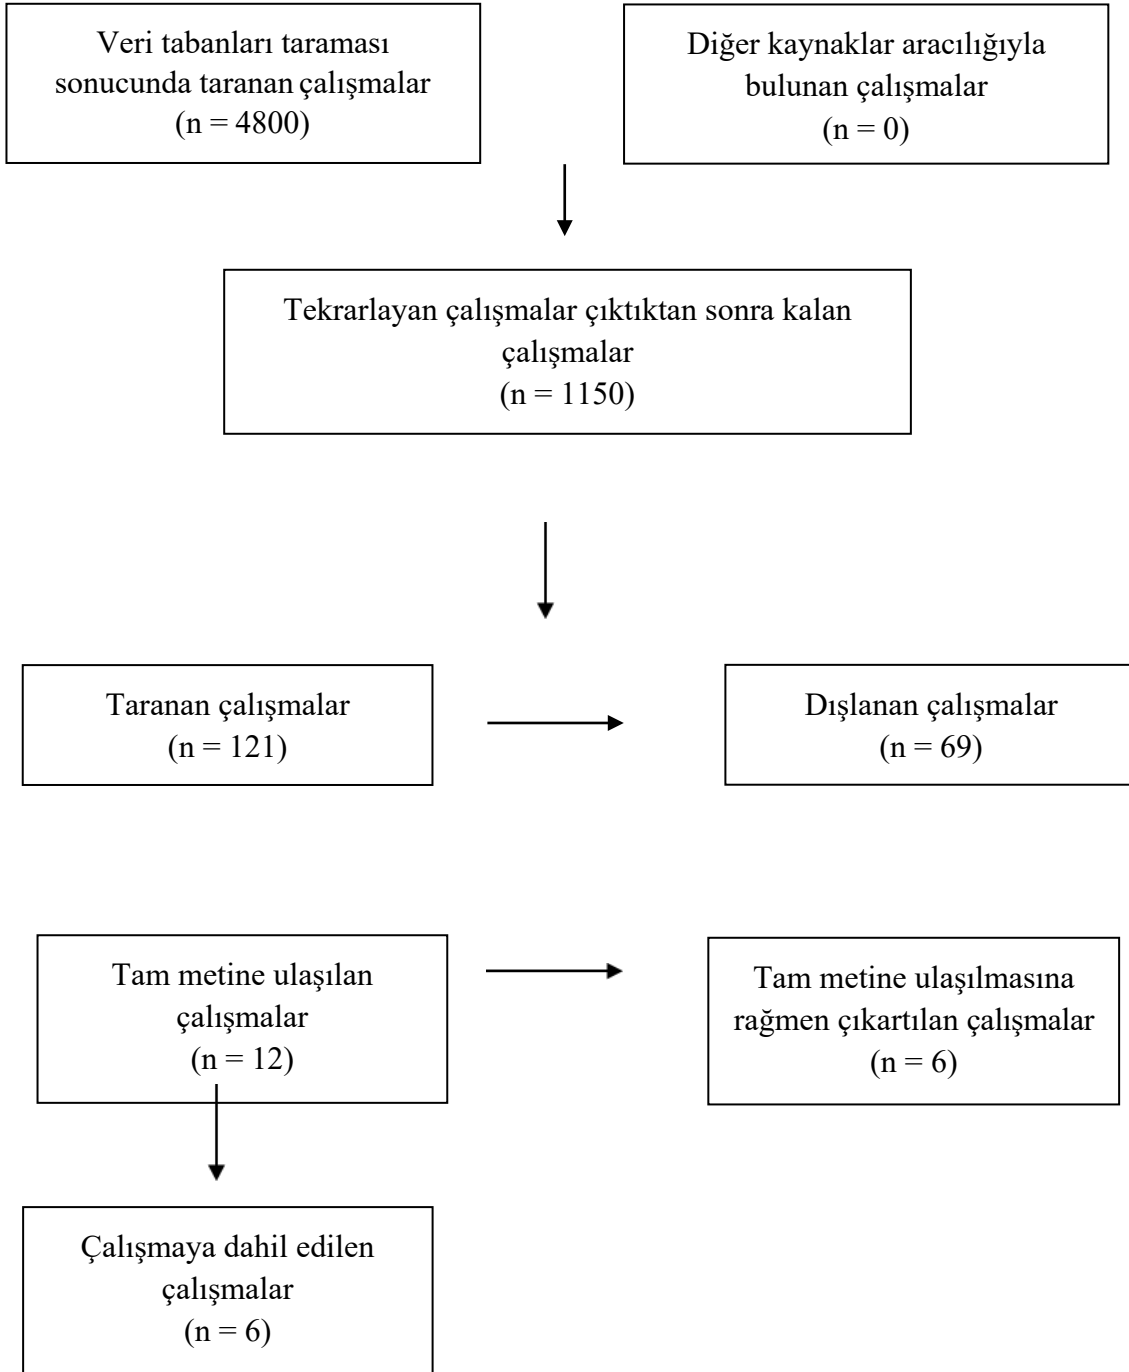 Veri tabanları taraması
sonucunda taranan çalışmalar
(n = 4800)
Diğer kaynaklar aracılığıyla
bulunan çalışmalar
(n = 0)
Tekrarlayan çalışmalar çıktıktan sonra kalan
çalışmalar
(n = 1150)
Taranan çalışmalar
(n = 121)
Dışlanan çalışmalar
(n = 69)
Tam metine ulaşılan
çalışmalar
(n = 12)
Tam metine ulaşılmasına
rağmen çıkartılan çalışmalar
(n = 6)
Çalışmaya dahil edilen
çalışmalar
(n = 6)